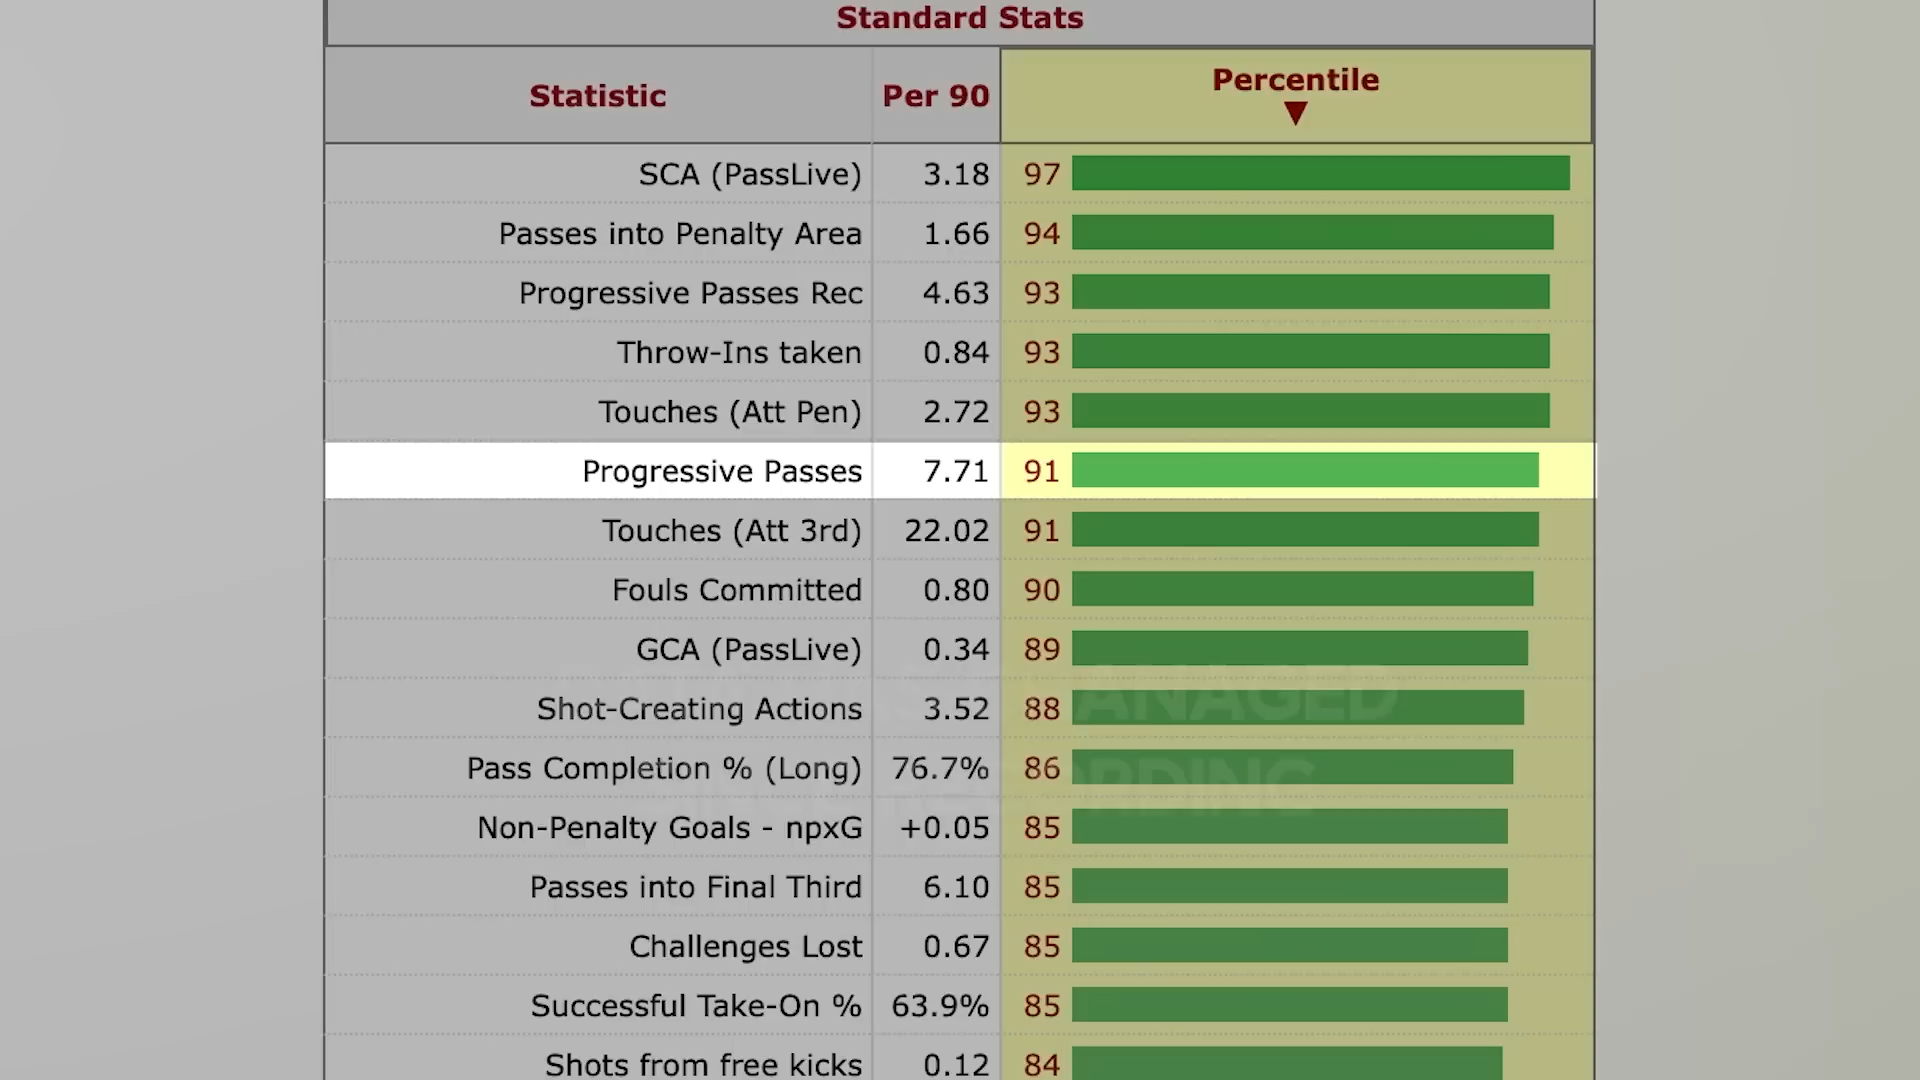 Standard Stats
Statistic Per 90 Percentile
SCA (PassLive) 3.18 97
Passes into Penalty Area 1.66 94
Progressive Passes Rec 4.63 93
Throw-Ins taken 0.84 93
Touches (Att Pen) 2.72 93
Progressive Passes 7.71 91
Touches (Att 3rd) 22.02 91
Fouls Committed 0.80 90
GCA (PassLive) 0.34 89
Shot-Creating Actions 3.52 88
Pass Completion % (Long) 76.7% 86
Non-Penalty Goals - npxG +0.05 85
Passes into Final Third 6.10 85
Challenges Lost 0.67 85
Successful Take-On % 63.9% 85
Shots from free kicks 0.12 84